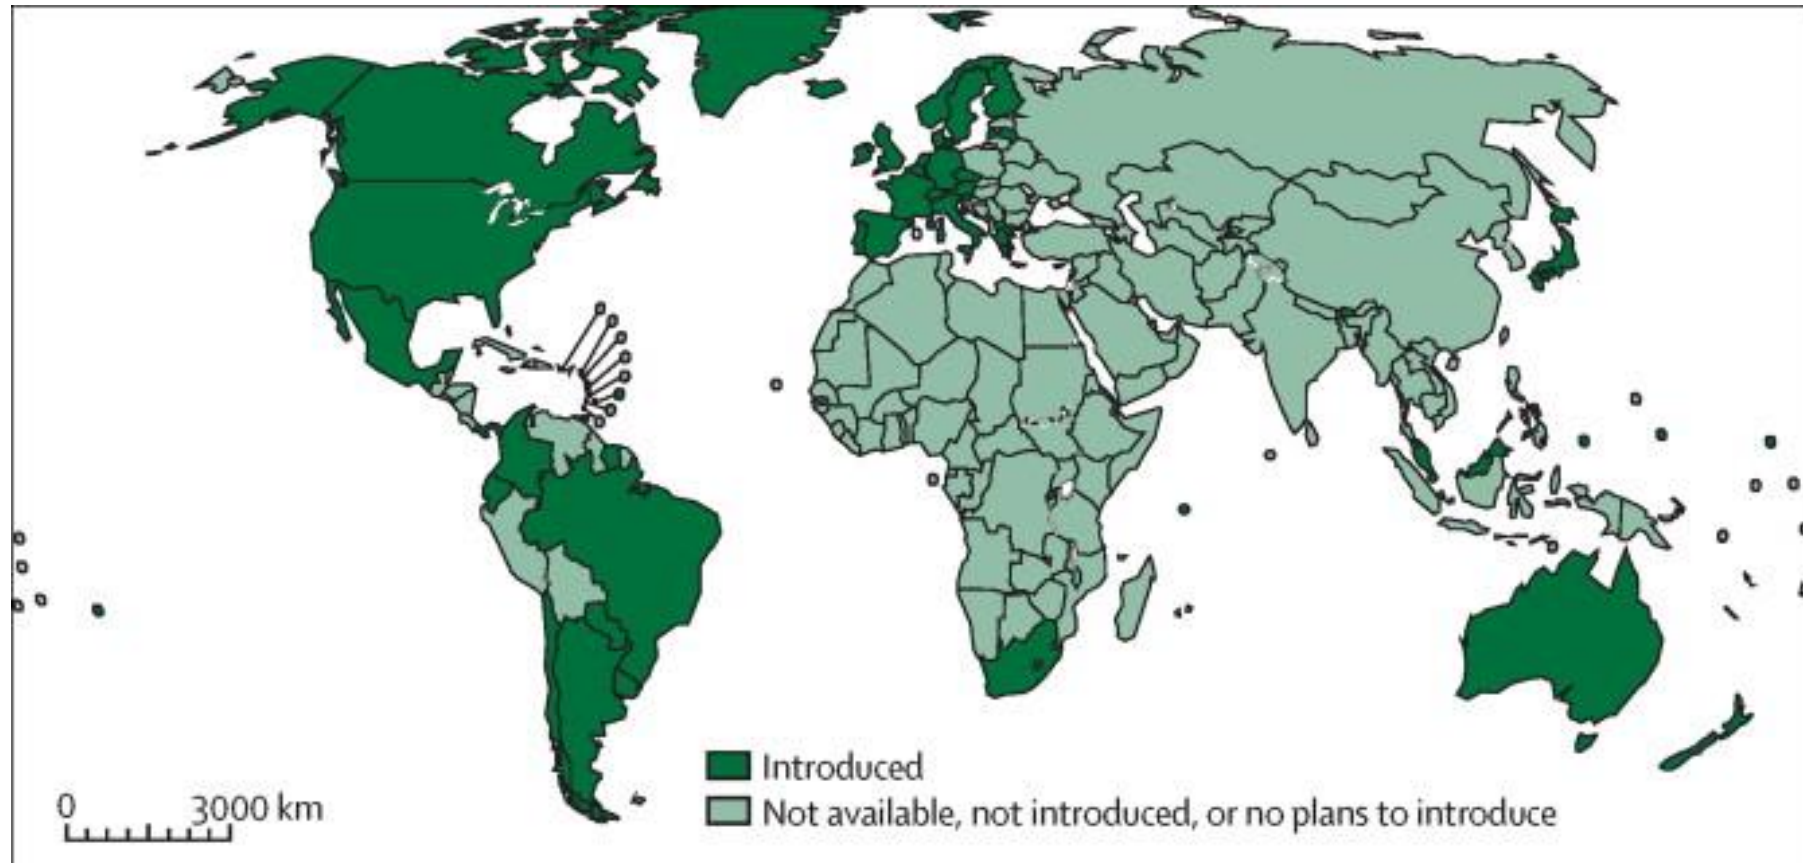 Introduced
Not available, not introduced, or no plans to introduce
0 3000 km